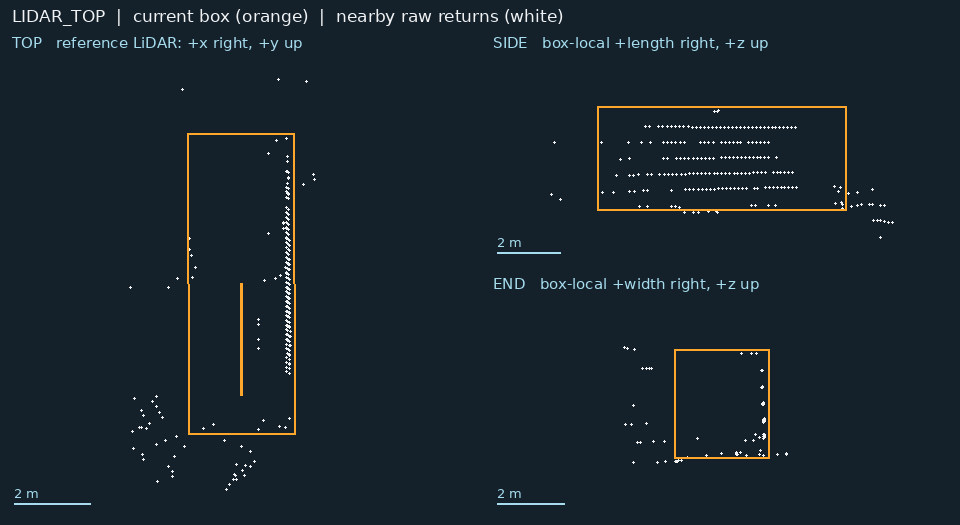 LIDAR_TOP | current box (orange) | nearby raw returns (white)
TOP reference LiDAR: +x right, +y up
SIDE box-local +length right, +z up
2 m
END box-local +width right, +z up
2 m
2 m